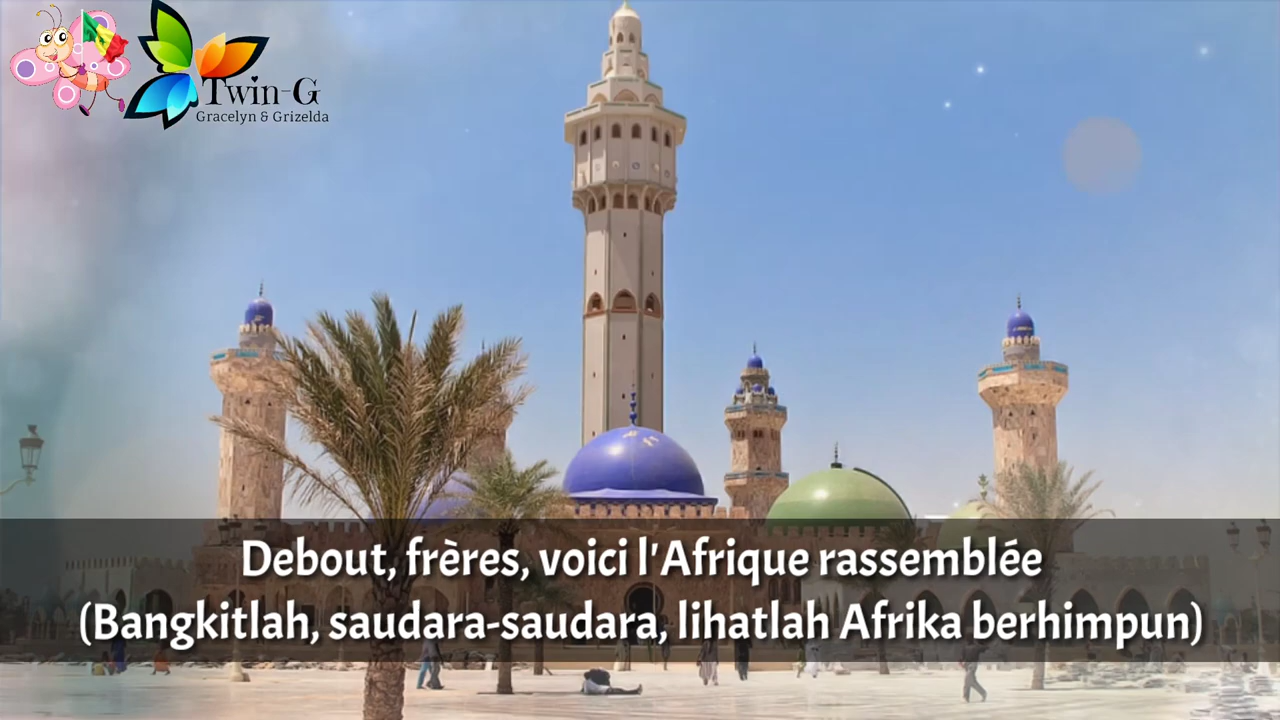 Twin-G
Gracelyn & Grizelda
Debout, frères, voici l'Afrique rassemblée
(Bangkitlah, saudara-saudara, lihatlah Afrika berhimpun)